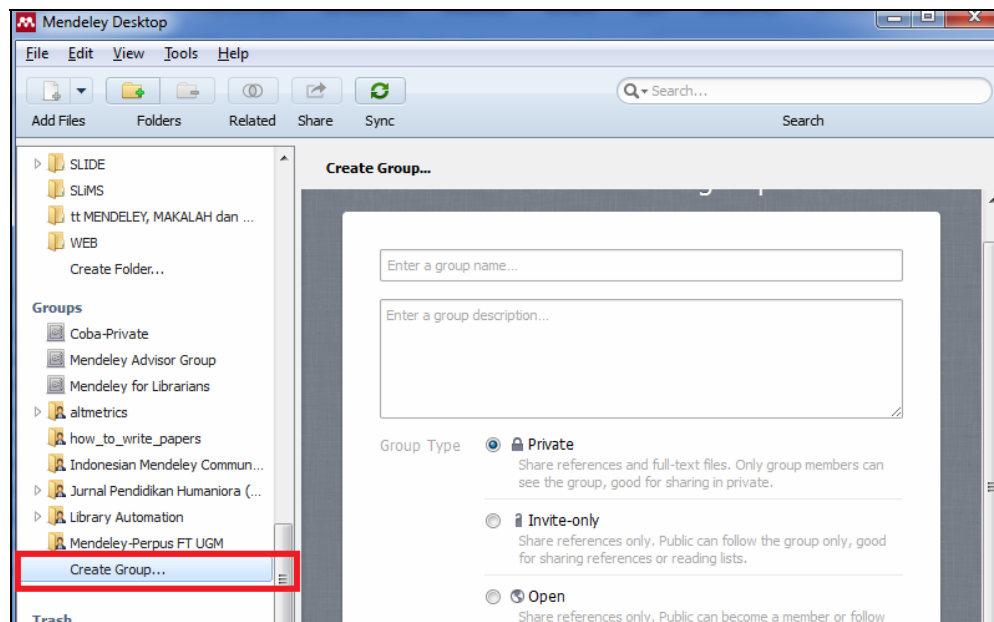 Mendeley Desktop
File Edit View Tools Help
Search...
Add Files Folders Related Share Sync Search
SLIDE
SLiMS
tt MENDELEY, MAKALAH dan ...
WEB
Create Folder...
Groups
Coba-Private
Mendeley Advisor Group
Mendeley for Librarians
altmetrics
how_to_write_papers
Indonesian Mendeley Commun...
Jurnal Pendidikan Humaniora (...
Library Automation
Mendeley-Perpus FT UGM
Create Group...
Trash
Create Group...
Enter a group name...
Enter a group description...
Group Type
Private
Share references and full-text files. Only group members can
see the group, good for sharing in private.
Invite-only
Share references only. Public can follow the group only, good
for sharing references or reading lists.
Open
Share references only. Public can become a member or follow